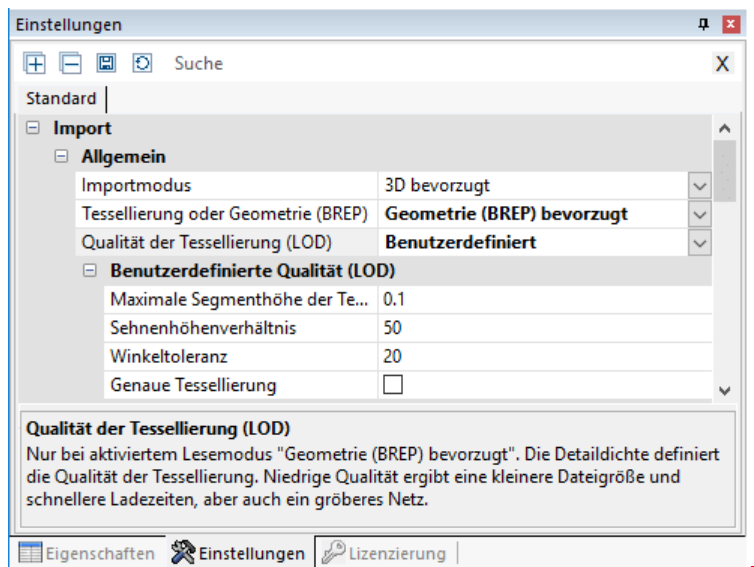 Einstellungen
Suche X
Standard
Import
Allgemein
Importmodus 3D bevorzugt
Tessellierung oder Geometrie (BREP) Geometrie (BREP) bevorzugt
Qualität der Tessellierung (LOD) Benutzerdefiniert
Benutzerdefinierte Qualität (LOD)
Maximale Segmenthöhe der Te... 0.1
Sehnenhöhenverhältnis 50
Winkeltoleranz 20
Genaue Tessellierung
Qualität der Tessellierung (LOD)
Nur bei aktiviertem Lesemodus "Geometrie (BREP) bevorzugt". Die Detaildichte definiert
die Qualität der Tessellierung. Niedrige Qualität ergibt eine kleinere Dateigröße und
schnellere Ladezeiten, aber auch ein gröberes Netz.
Eigenschaften Einstellungen Lizenzierung